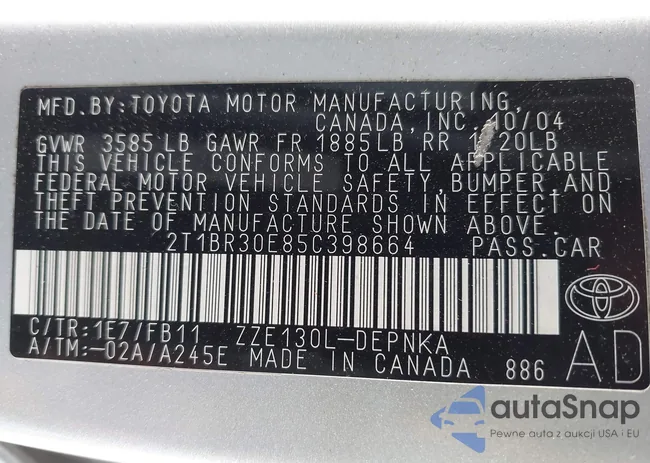 MFD. BY: TOYOTA MOTOR MANUFACTURING,
CANADA, INC. 10/04
GVWR 3585 LB GAWR FR 1885LB RR 20LB
THIS VEHICLE CONFORMS TO ALL APPLICABLE
FEDERAL MOTOR VEHICLE SAFETY, BUMPER, AND
THEFT PREVENTION STANDARDS IN EFFECT ON
THE DATE OF MANUFACTURE SHOWN ABOVE.
2T1BR30E85C398664 PASS. CAR
C/TR: 1E7/FB11 ZZE130L-DEPNKA
A/TM: -02A/A245E MADE IN CANADA 886
AD
autaSnap
Pewne auta z aukcji USA i EU